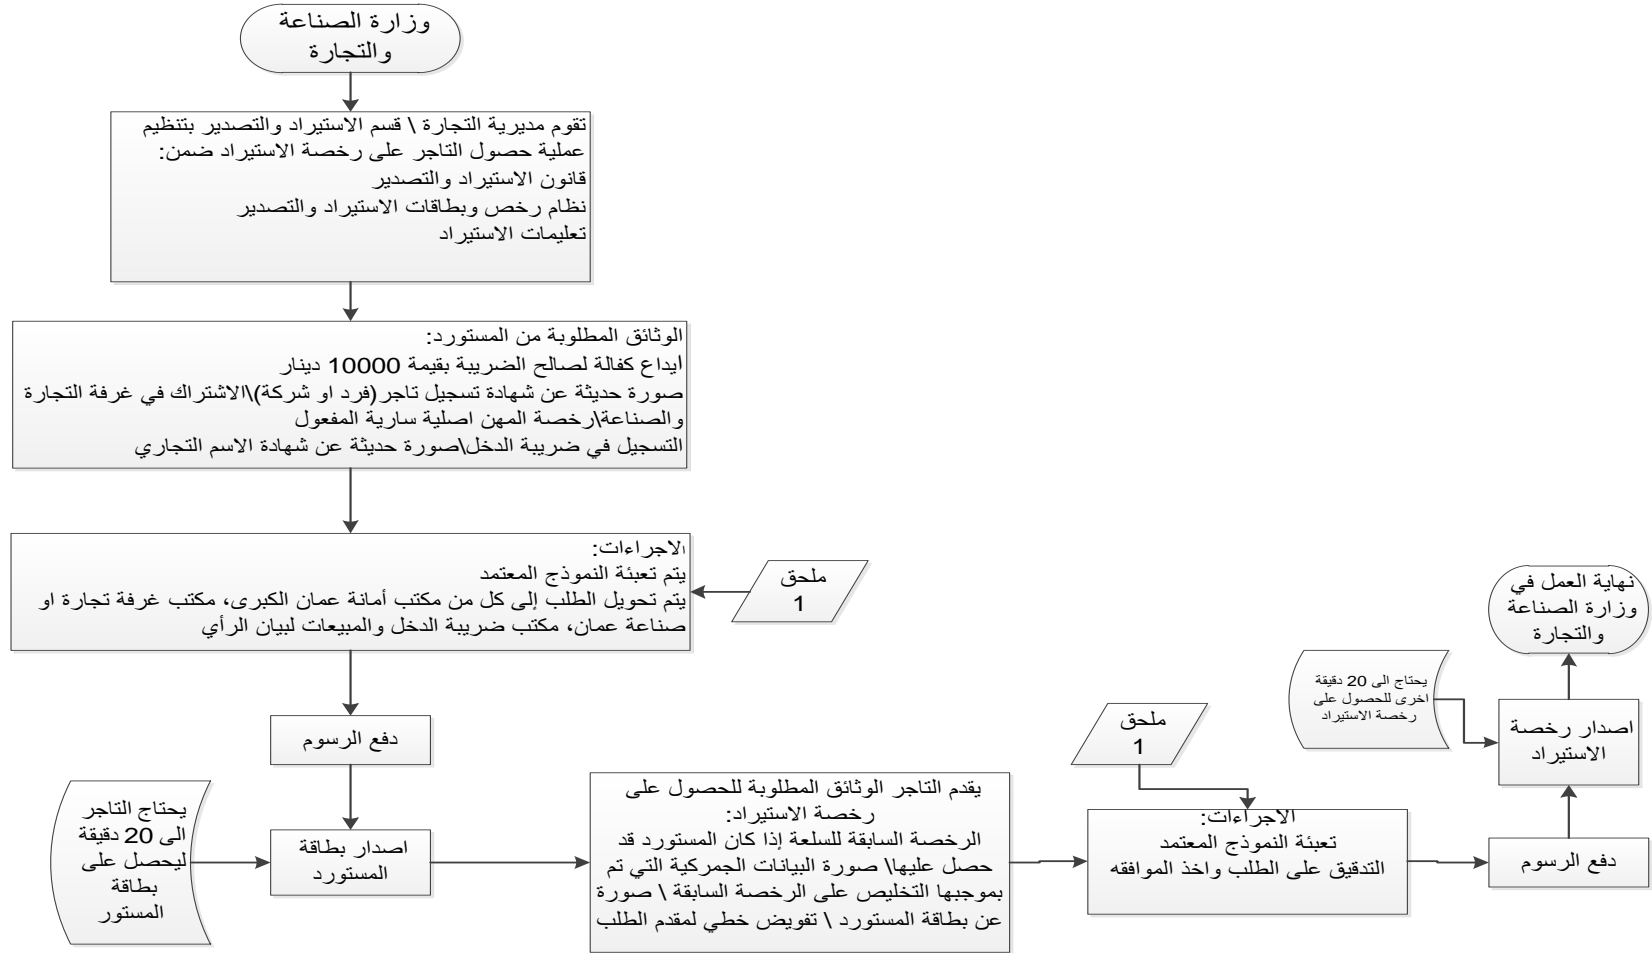 وزارة الصناعة
والتجارة
تقوم مديرية التجارة \ قسم الاستيراد والتصدير بتنظيم
عملية حصول التاجر على رخصة الاستيراد ضمن:
قانون الاستيراد والتصدير
نظام رخص وبطاقات الاستيراد والتصدير
تعليمات الاستيراد
الوثائق المطلوبة من المستورد:
ايداع كفالة لصالح الضريبة بقيمة 10000 دينار
صورة حديثة عن شهادة تسجيل تاجر(فرد او شركة)\الاشتراك في غرفة التجارة
والصناعة\رخصة المهن اصلية سارية المفعول
التسجيل في ضريبة الدخل\صورة حديثة عن شهادة الاسم التجاري
الاجراءات:
يتم تعبئة النموذج المعتمد
يتم تحويل الطلب إلى كل من مكتب أمانة عمان الكبرى، مكتب غرفة تجارة او
صناعة عمان، مكتب ضريبة الدخل والمبيعات لبيان الرأي
ملحق
1
دفع الرسوم
يحتاج التاجر
الى 20 دقيقة
ليحصل على
بطاقة
المستور
اصدار بطاقة
المستورد
يقدم التاجر الوثائق المطلوبة للحصول على
رخصة الاستيراد:
الرخصة السابقة للسلعة إذا كان المستورد قد
حصل عليها\ صورة البيانات الجمركية التي تم
بموجبها التخليص على الرخصة السابقة \ صورة
عن بطاقة المستورد \ تفويض خطي لمقدم الطلب
ملحق
1
الاجراءات:
تعبئة النموذج المعتمد
التدقيق على الطلب واخذ الموافقه
دفع الرسوم
يحتاج الى 20 دقيقة
اخرى للحصول على
رخصة الاستيراد
اصدار رخصة
الاستيراد
نهاية العمل في
وزارة الصناعة
والتجارة